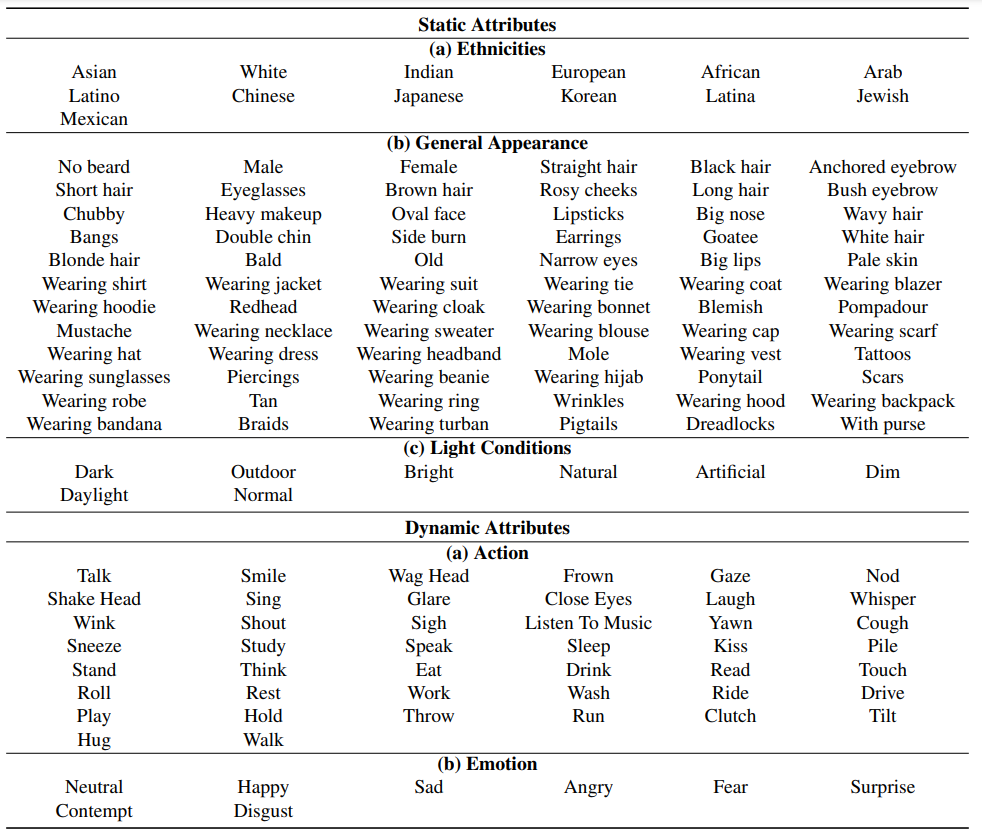 Static Attributes
(a) Ethnicities
Asian White Indian European African Arab
Latino Chinese Japanese Korean Latina Jewish
Mexican
(b) General Appearance
No beard Male Female Straight hair Black hair Anchored eyebrow
Short hair Eyeglasses Brown hair Rosy cheeks Long hair Bush eyebrow
Chubby Heavy makeup Oval face Lipsticks Big nose Wavy hair
Bangs Double chin Side burn Earrings Goatee White hair
Blonde hair Bald Old Narrow eyes Big lips Pale skin
Wearing shirt Wearing jacket Wearing suit Wearing tie Wearing coat Wearing blazer
Wearing hoodie Redhead Wearing cloak Wearing bonnet Blemish Pompadour
Mustache Wearing necklace Wearing sweater Wearing blouse Wearing cap Wearing scarf
Wearing hat Wearing dress Wearing headband Mole Wearing vest Tattoos
Wearing sunglasses Piercings Wearing beanie Wearing hijab Ponytail Scars
Wearing robe Tan Wearing ring Wrinkles Wearing hood Wearing backpack
Wearing bandana Braids Wearing turban Pigtails Dreadlocks With purse
(c) Light Conditions
Dark Outdoor Bright Natural Artificial Dim
Daylight Normal
Dynamic Attributes
(a) Action
Talk Smile Wag Head Frown Gaze Nod
Shake Head Sing Glare Close Eyes Laugh Whisper
Wink Shout Sigh Listen To Music Yawn Cough
Sneeze Study Speak Sleep Kiss Pile
Stand Think Eat Drink Read Touch
Roll Rest Work Wash Ride Drive
Play Hold Throw Run Clutch Tilt
Hug Walk
(b) Emotion
Neutral Happy Sad Angry Fear Surprise
Contempt Disgust